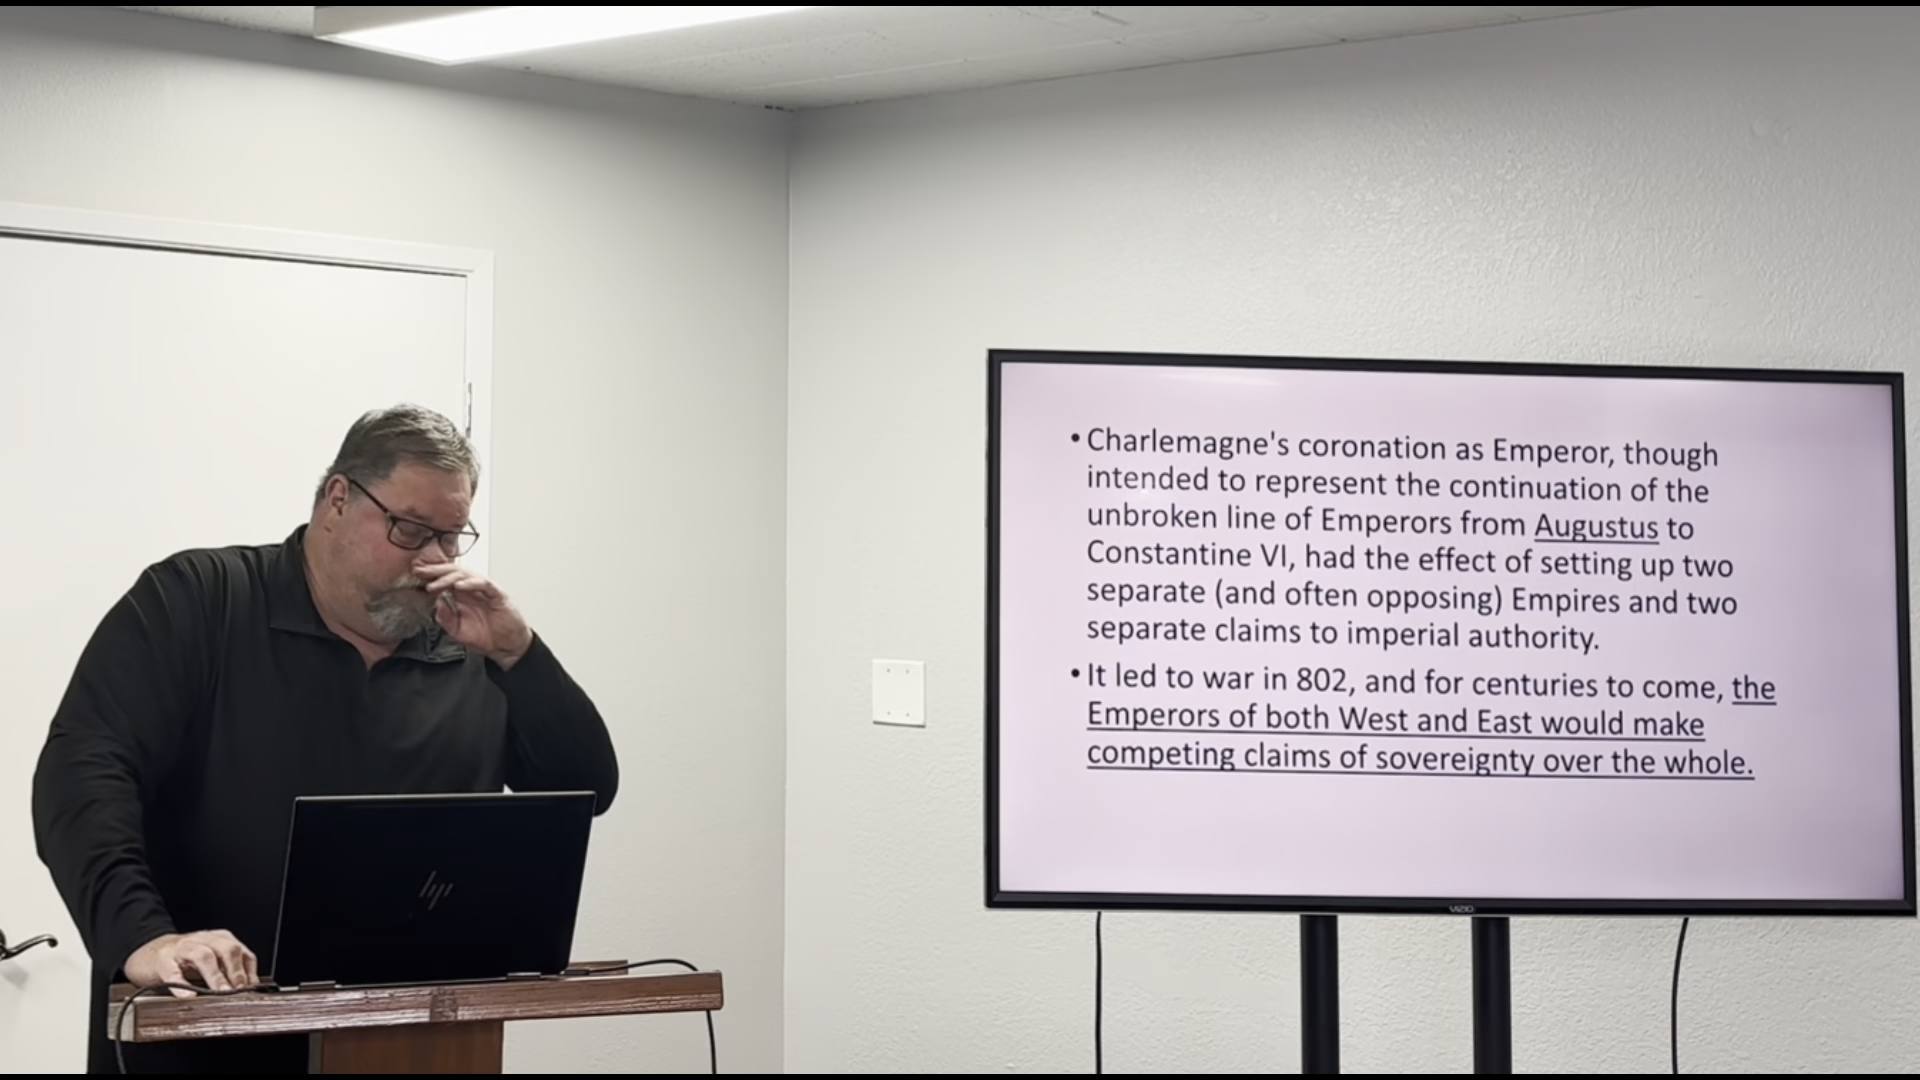 • Charlemagne's coronation as Emperor, though
intended to represent the continuation of the
unbroken line of Emperors from Augustus to
Constantine VI, had the effect of setting up two
separate (and often opposing) Empires and two
separate claims to imperial authority.
• It led to war in 802, and for centuries to come, the
Emperors of both West and East would make
competing claims of sovereignty over the whole.
VIZIO
hp